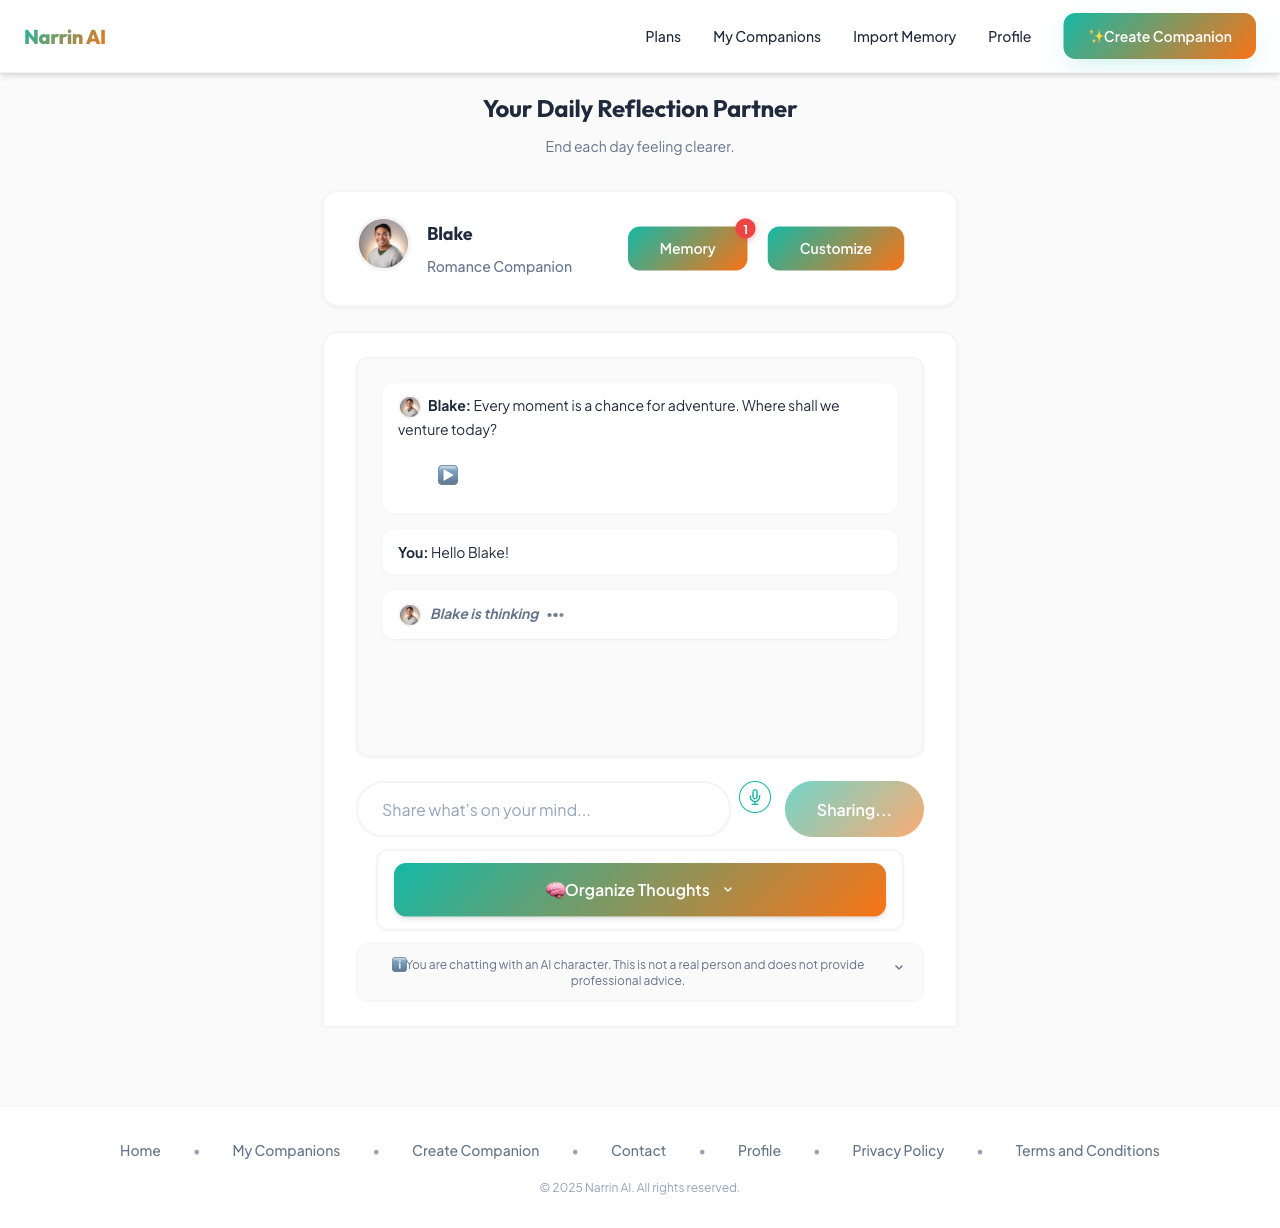 Narrin AI
Plans
My Companions
Import Memory
Profile
✨Create Companion
Your Daily Reflection Partner
End each day feeling clearer.
Blake
Romance Companion
Memory
1
Customize
Blake: Every moment is a chance for adventure. Where shall we
venture today?
You: Hello Blake!
Blake is thinking •••
Share what's on your mind...
Sharing...
🧠Organize Thoughts
ℹ️You are chatting with an AI character. This is not a real person and does not provide
professional advice.
Home • My Companions • Create Companion • Contact • Profile • Privacy Policy • Terms and Conditions
© 2025 Narrin AI. All rights reserved.